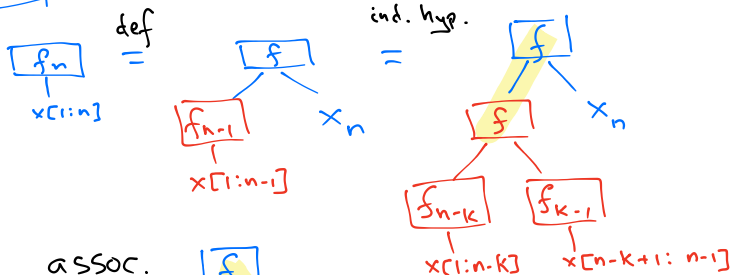 def
ind. hyp.
fn = f = f
x[1:n]
fn-1
xn
f
xn
x[1:n-1]
fn-k
fk-1
x[1:n-k]
x[n-k+1: n-1]
assoc.
f